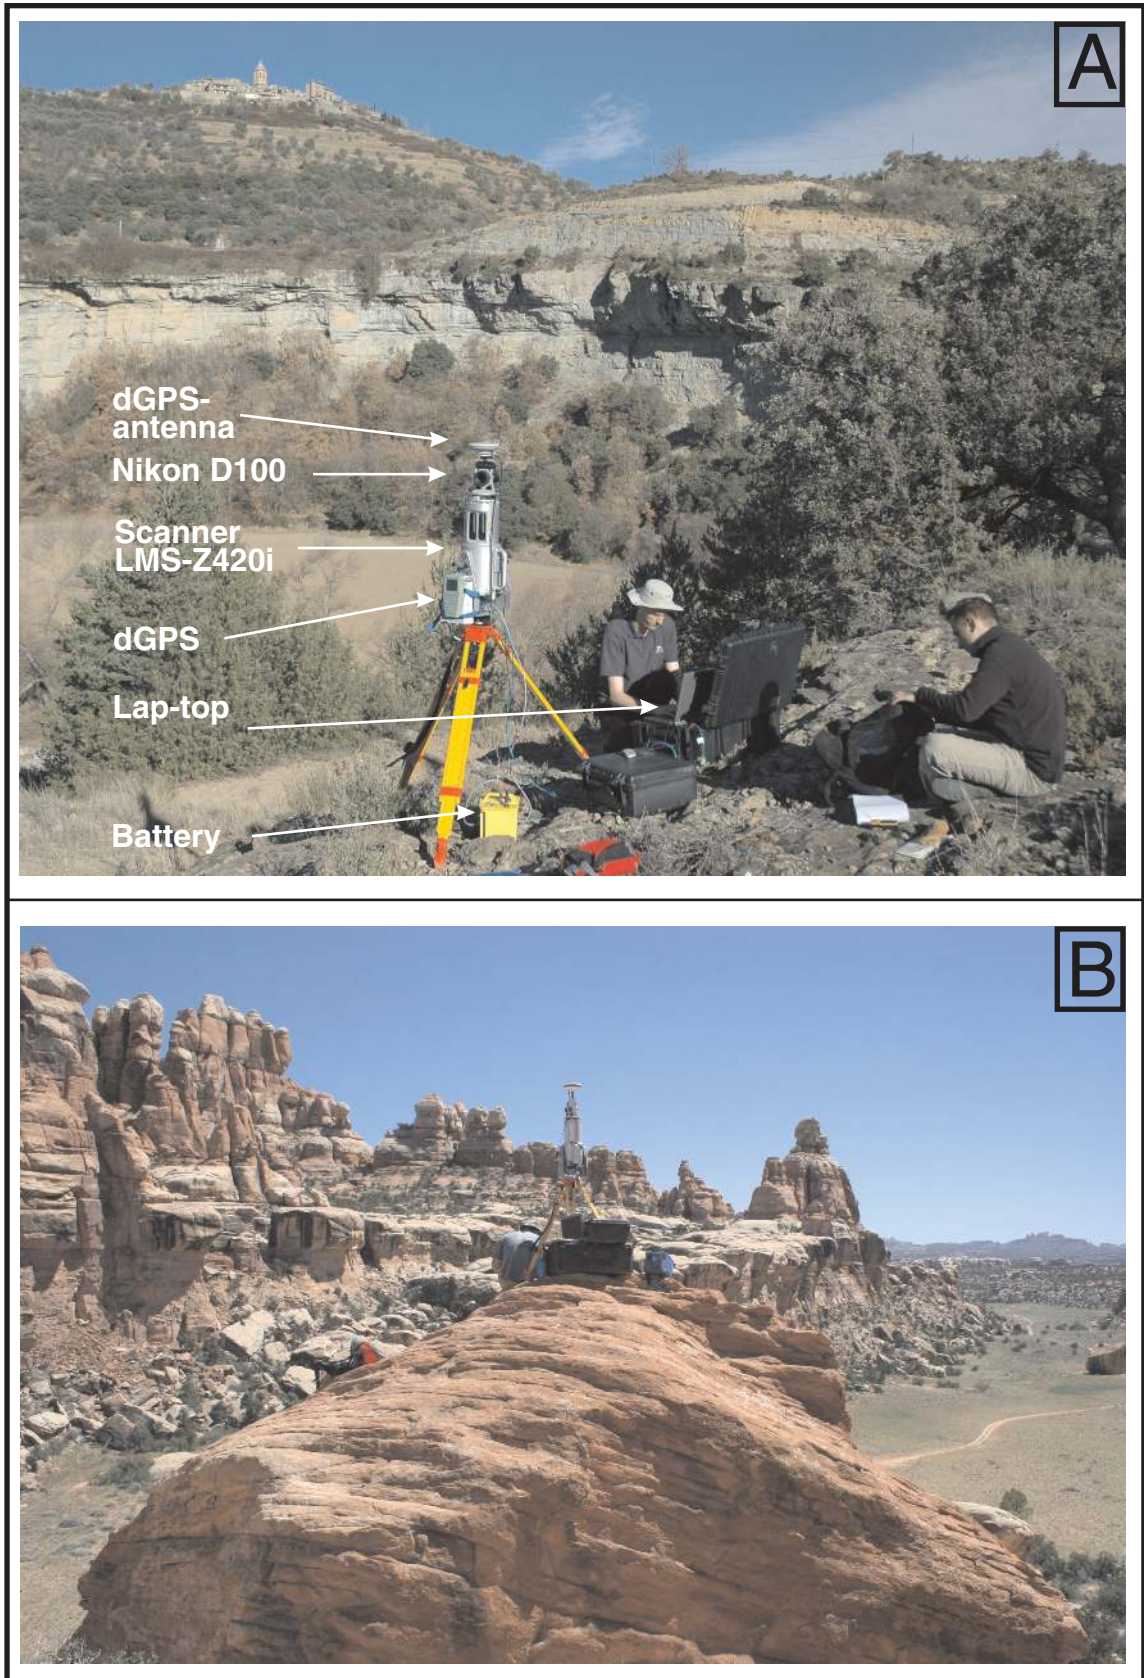 A
dGPS-
antenna
Nikon D100
Scanner
LMS-Z420i
dGPS
Lap-top
Battery
B